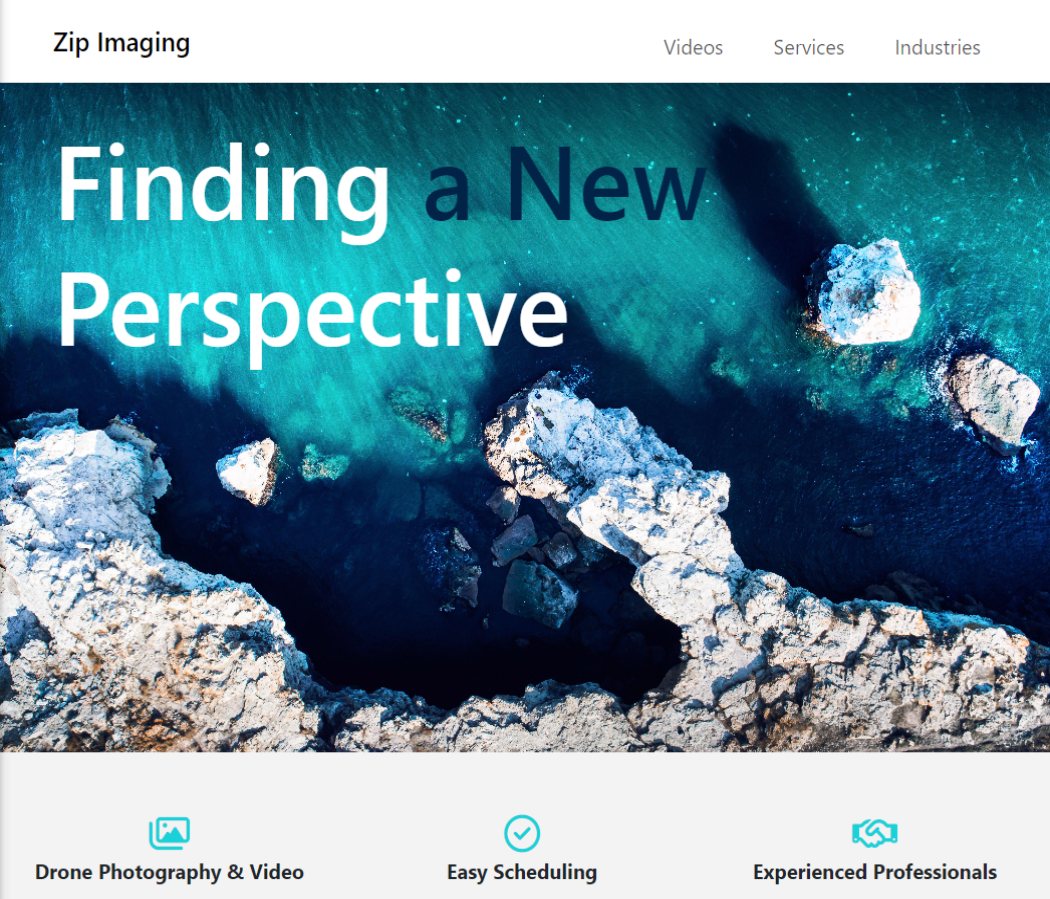 Zip Imaging
Videos Services Industries
Finding a New
Perspective
Drone Photography & Video
Easy Scheduling
Experienced Professionals